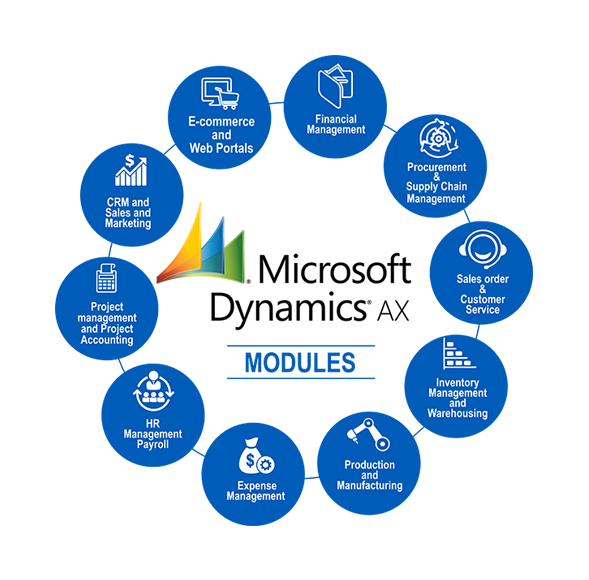 Financial
Management
Procurement
&
Supply Chain
Management
Sales order
&
Customer
Service
Inventory
Management
and
Warehousing
Production
and
Manufacturing
Expense
Management
HR
Management
Payroll
Project
management
and Project
Accounting
CRM and
Sales and
Marketing
E-commerce
and
Web Portals
Microsoft
Dynamics® AX
MODULES